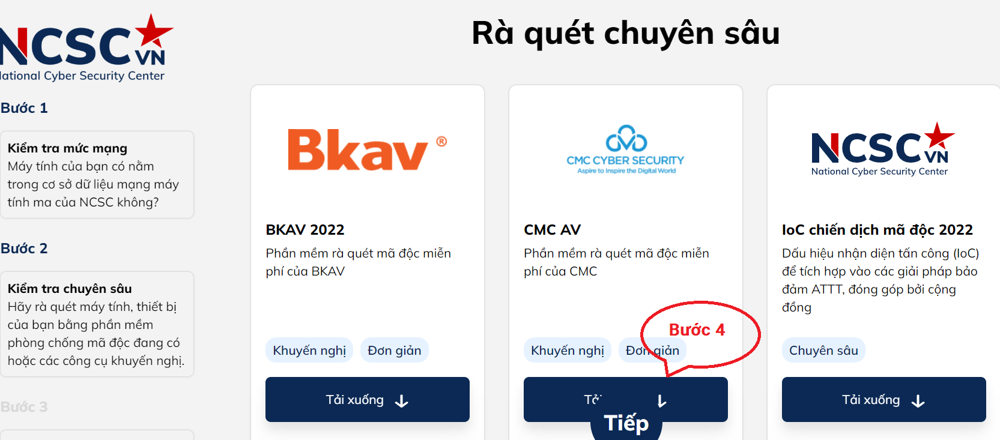 NCSC
VN
National Cyber Security Center
Bước 1
Kiểm tra mức mạng
Máy tính của bạn có nằm
trong cơ sở dữ liệu mạng máy
tính ma của NCSC không?
Bước 2
Kiểm tra chuyên sâu
Hãy rà quét máy tính, thiết bị
của bạn bằng phần mềm
phòng chống mã độc đang có
hoặc các công cụ khuyến nghị.
Bước 3
Rà quét chuyên sâu
Bkav ®
BKAV 2022
Phần mềm rà quét mã độc miễn
phí của BKAV
Khuyến nghị
Đơn giản
Tải xuống
CMC CYBER SECURITY
Aspire to Inspire the Digital World
CMC AV
Phần mềm rà quét mã độc miễn
phí của CMC
Bước 4
Khuyến nghị
Đơn giản
Tiếp
NCSC
VN
National Cyber Security Center
IoC chiến dịch mã độc 2022
Dấu hiệu nhận diện tấn công (IoC)
để tích hợp vào các giải pháp bảo
đảm ATTT, đóng góp bởi cộng
đồng
Chuyên sâu
Tải xuống